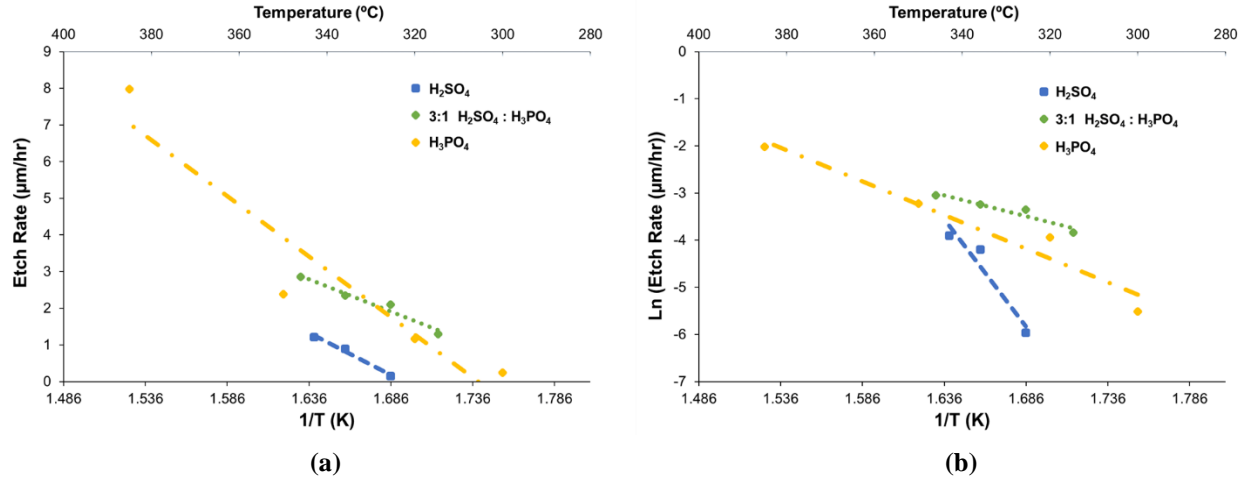 Temperature (ºC)
400 380 360 340 320 300 280
9
8
7
6
5
4
3
2
1
0
Etch Rate (µm/hr)
H₂SO₄
3:1 H₂SO₄ : H₃PO₄
H₃PO₄
1.486 1.536 1.586 1.636 1.686 1.736 1.786
1/T (K)
(a)
Temperature (ºC)
400 380 360 340 320 300 280
0
-1
-2
-3
-4
-5
-6
-7
Ln (Etch Rate (µm/hr))
H₂SO₄
3:1 H₂SO₄ : H₃PO₄
H₃PO₄
1.486 1.536 1.586 1.636 1.686 1.736 1.786
1/T (K)
(b)